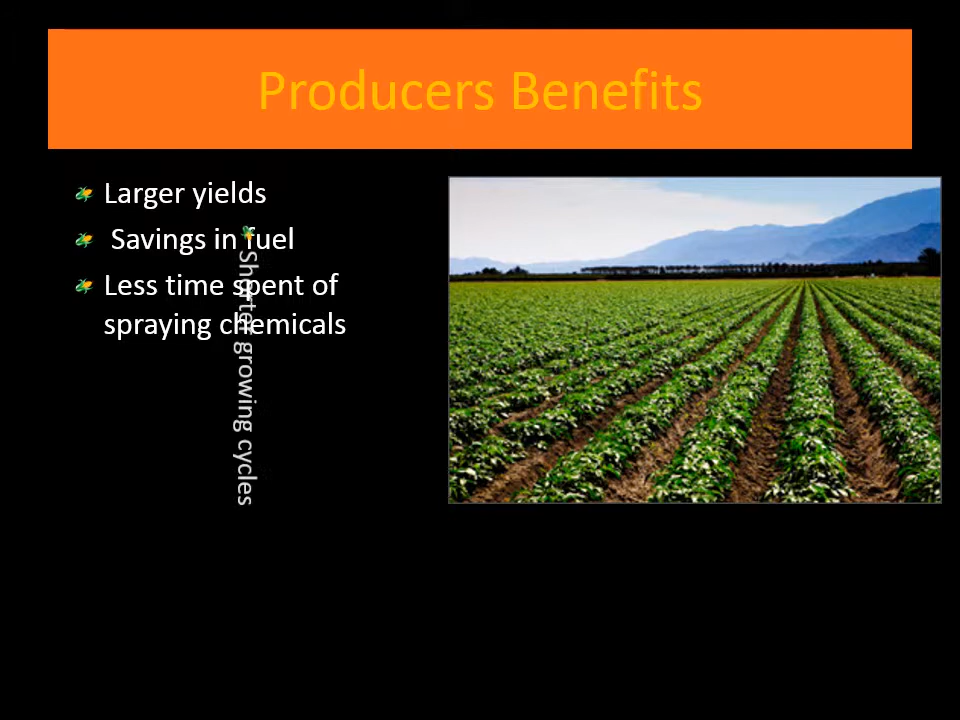 Producers Benefits
Larger yields
Savings in fuel
Less time spent of
spraying chemicals
Shorter growing cycles